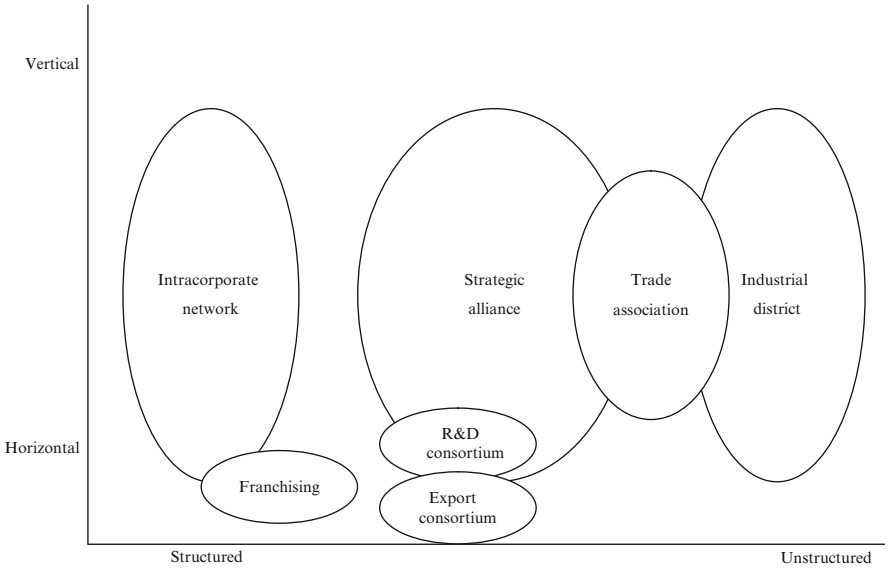 Vertical
Intracorporate
network
Strategic
alliance
Trade
association
Industrial
district
Horizontal
R&D
consortium
Franchising
Export
consortium
Structured
Unstructured